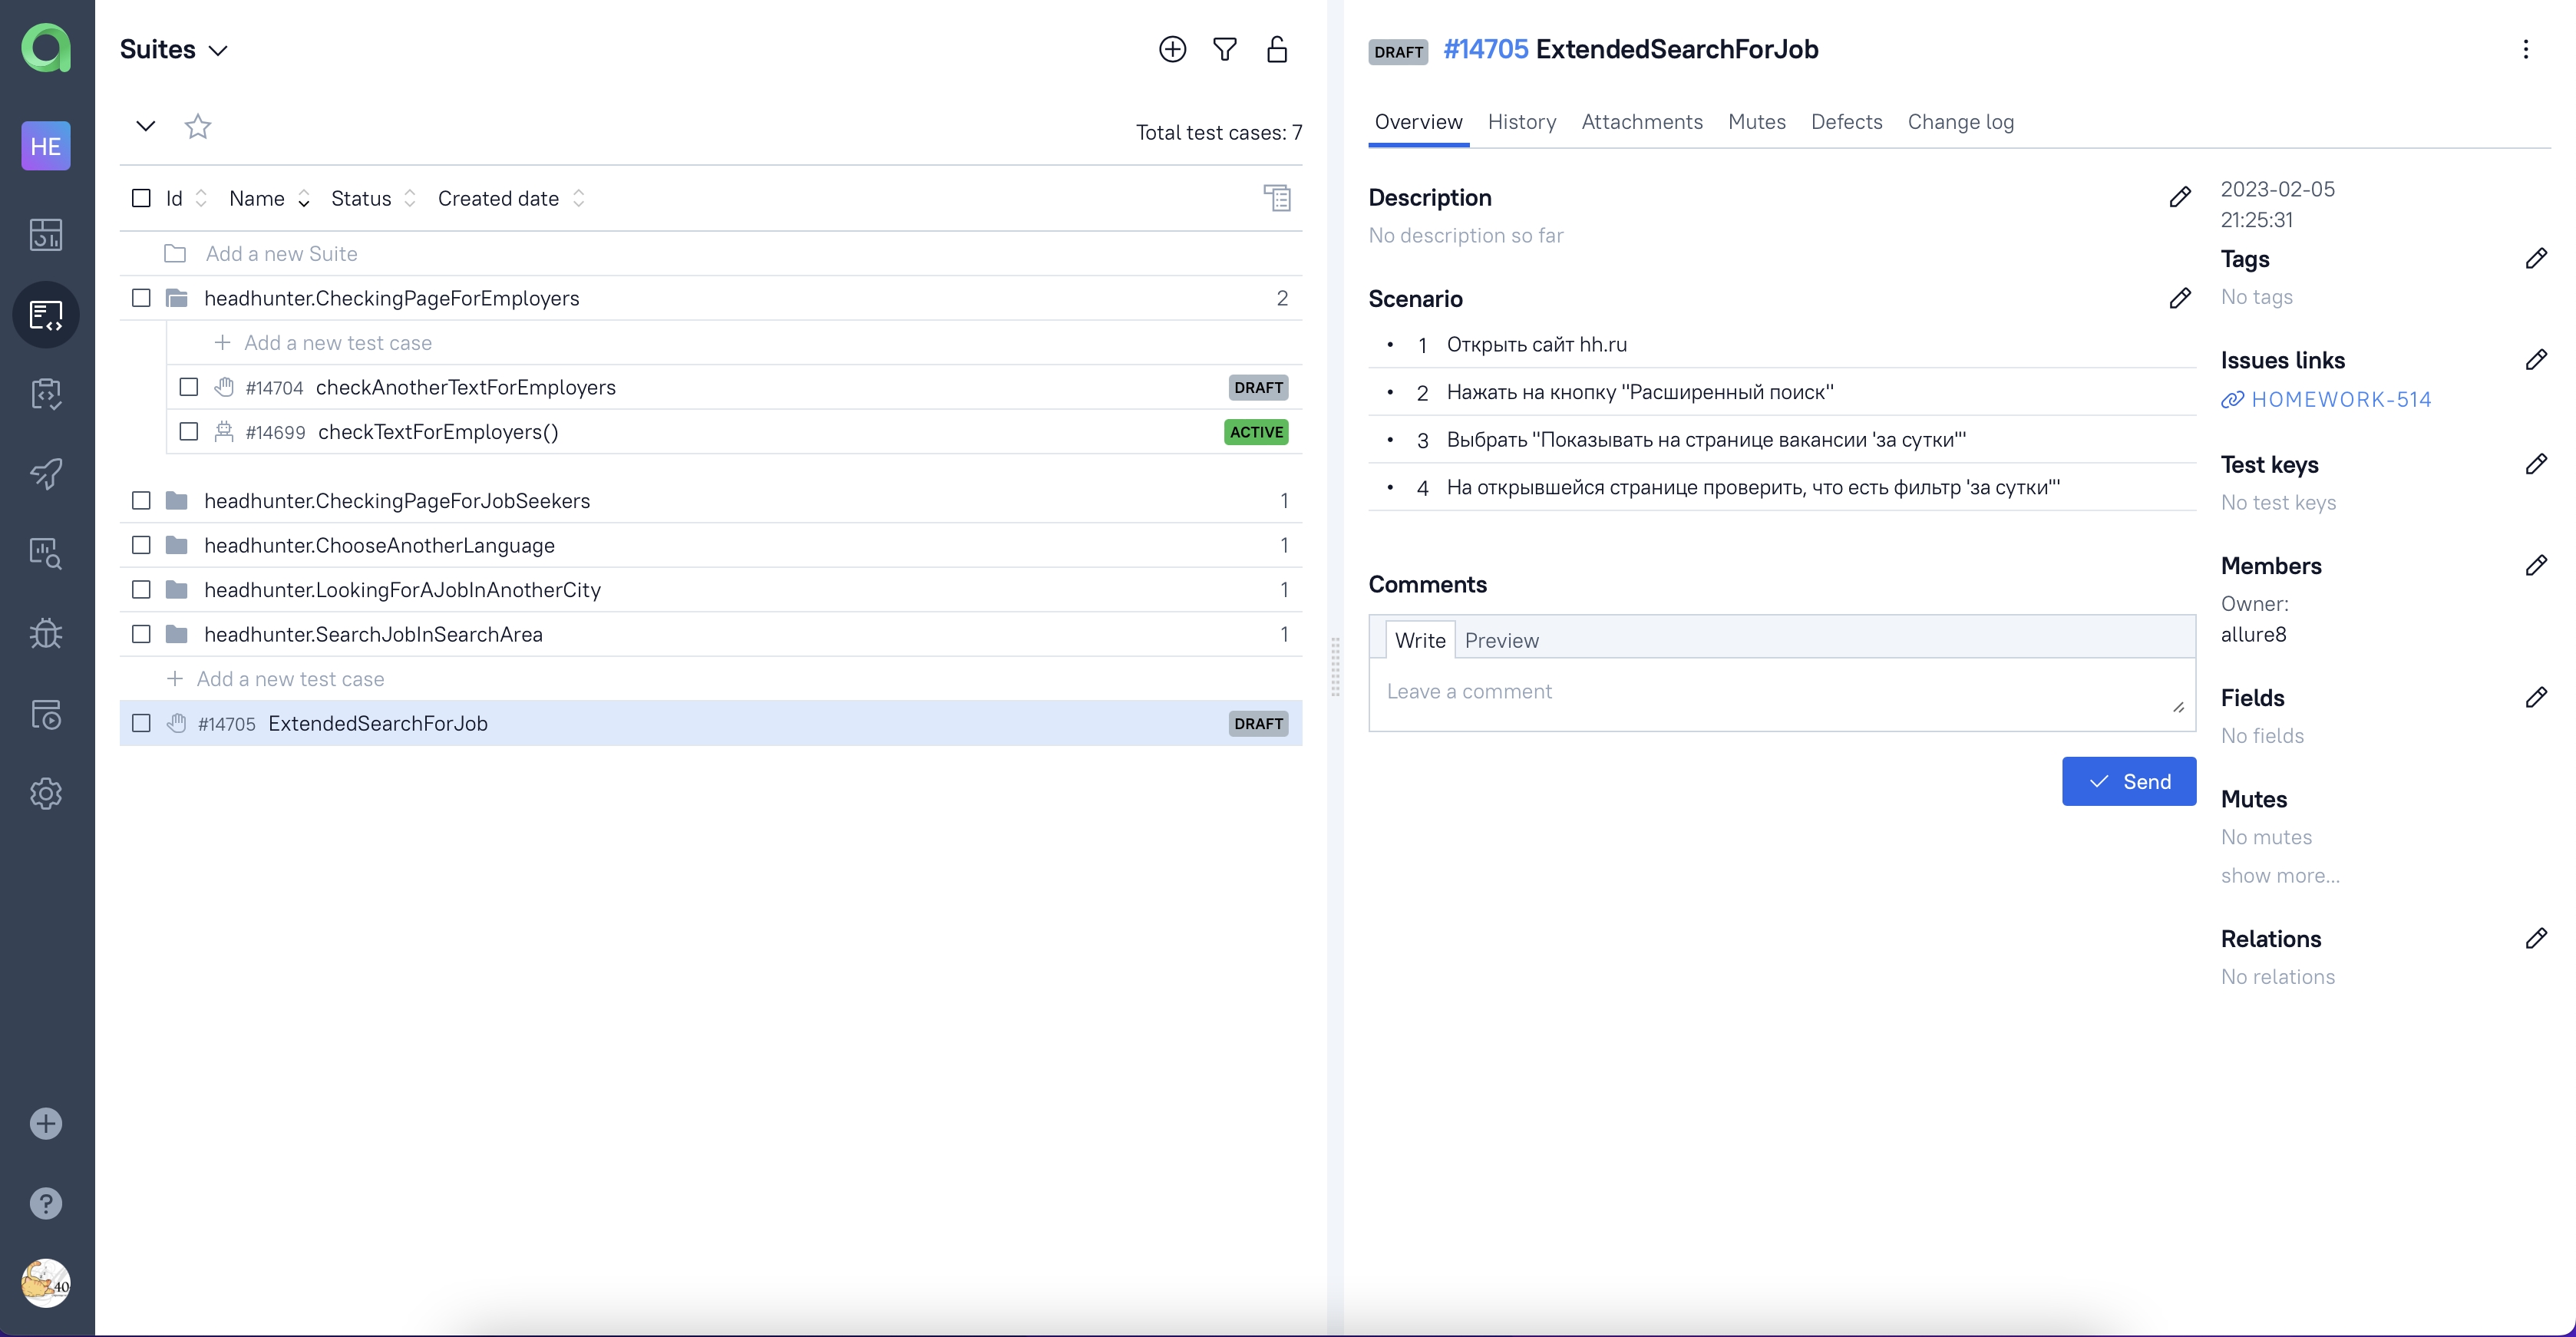 HE
40
Suites
Total test cases: 7
Id Name Status Created date
Add a new Suite
headhunter.CheckingPageForEmployers 2
Add a new test case
#14704 checkAnotherTextForEmployers DRAFT
#14699 checkTextForEmployers() ACTIVE
headhunter.CheckingPageForJobSeekers 1
headhunter.ChooseAnotherLanguage 1
headhunter.LookingForAJobInAnotherCity 1
headhunter.SearchJobInSearchArea 1
Add a new test case
#14705 ExtendedSearchForJob DRAFT
DRAFT #14705 ExtendedSearchForJob
Overview History Attachments Mutes Defects Change log
Description
No description so far
Scenario
• 1 Открыть сайт hh.ru
• 2 Нажать на кнопку "Расширенный поиск"
• 3 Выбрать "Показывать на странице вакансии 'за сутки'"
• 4 На открывшейся странице проверить, что есть фильтр 'за сутки'"
Comments
Write Preview
Leave a comment
Send
2023-02-05
21:25:31
Tags
No tags
Issues links
HOMEWORK-514
Test keys
No test keys
Members
Owner:
allure8
Fields
No fields
Mutes
No mutes
show more...
Relations
No relations